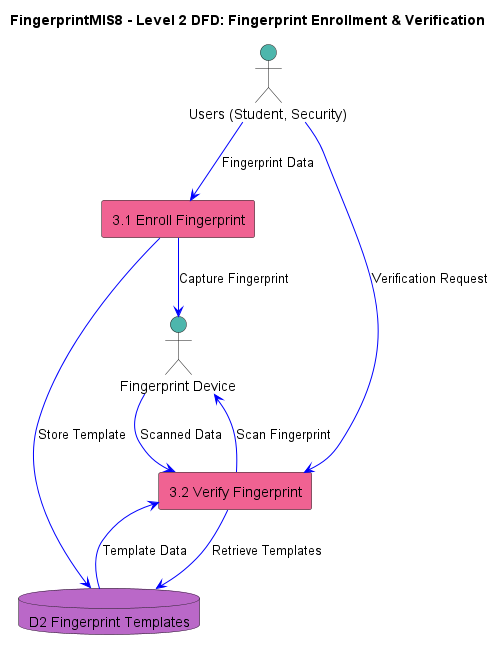 FingerprintMIS8 - Level 2 DFD: Fingerprint Enrollment & Verification
Users (Student, Security)
Fingerprint Data
3.1 Enroll Fingerprint
Capture Fingerprint
Verification Request
Fingerprint Device
Store Template
Scanned Data
Scan Fingerprint
3.2 Verify Fingerprint
Template Data
Retrieve Templates
D2 Fingerprint Templates